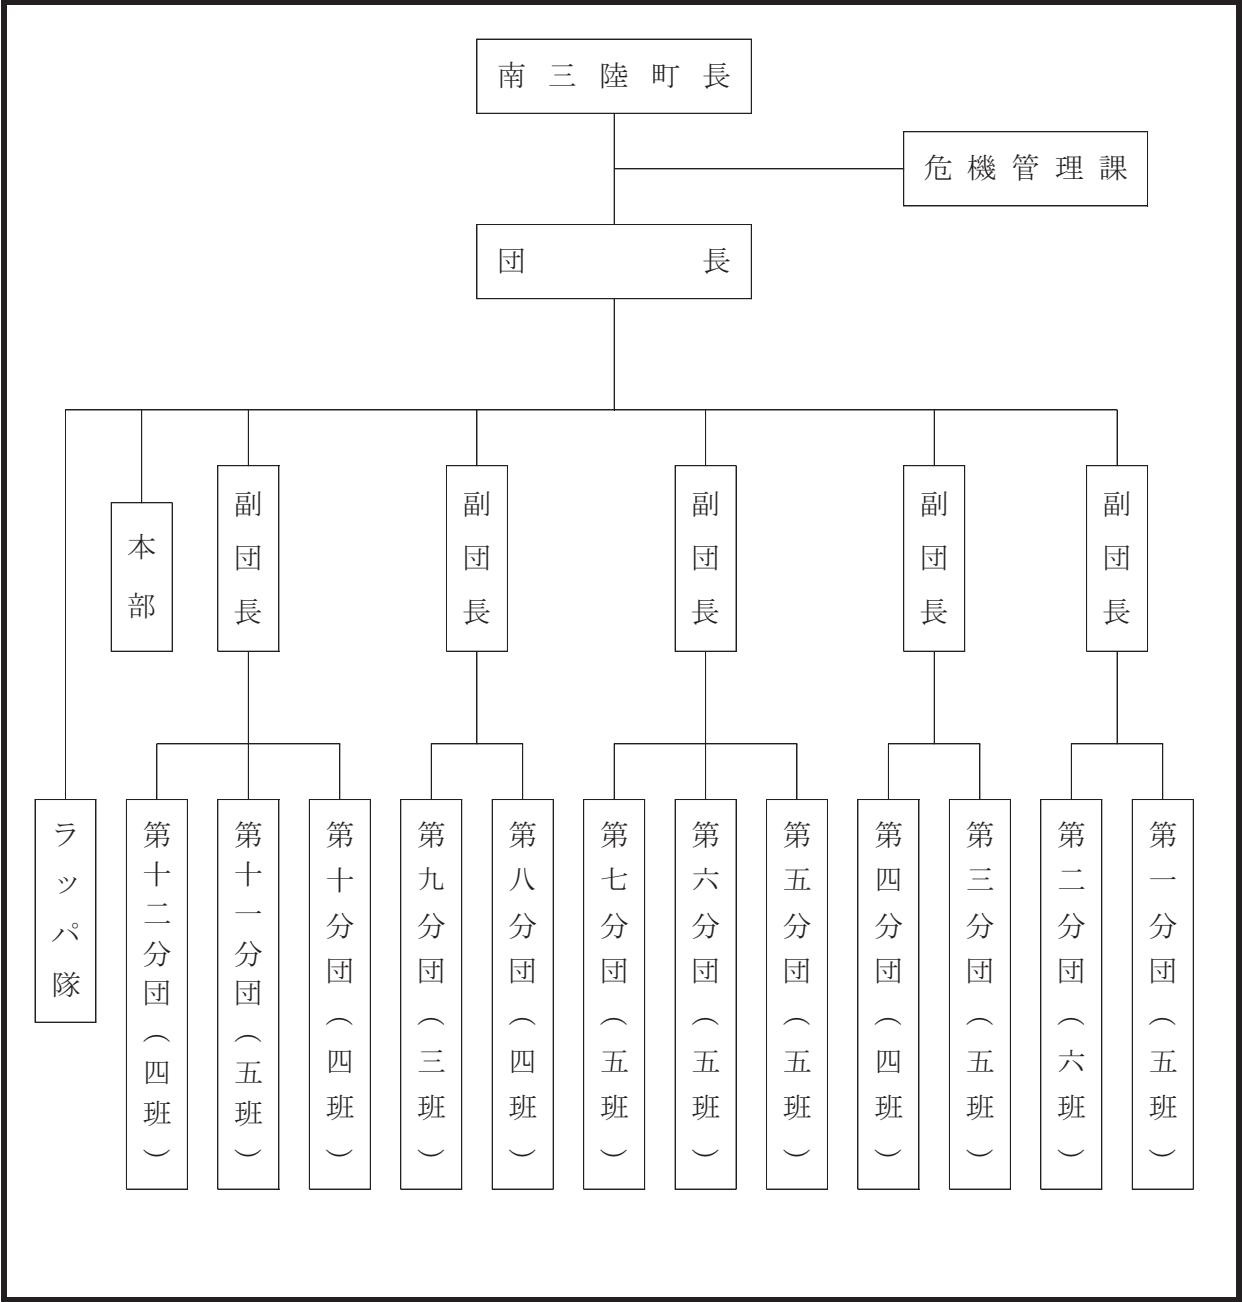 南三陸町長
危機管理課
団長
副団長
副団長
副団長
副団長
副団長
本部
第一分団（五班）
第二分団（六班）
第三分団（五班）
第四分団（四班）
第五分団（五班）
第六分団（五班）
第七分団（五班）
第八分団（四班）
第九分団（三班）
第十分団（四班）
第十一分団（五班）
第十二分団（四班）
ラッパ隊